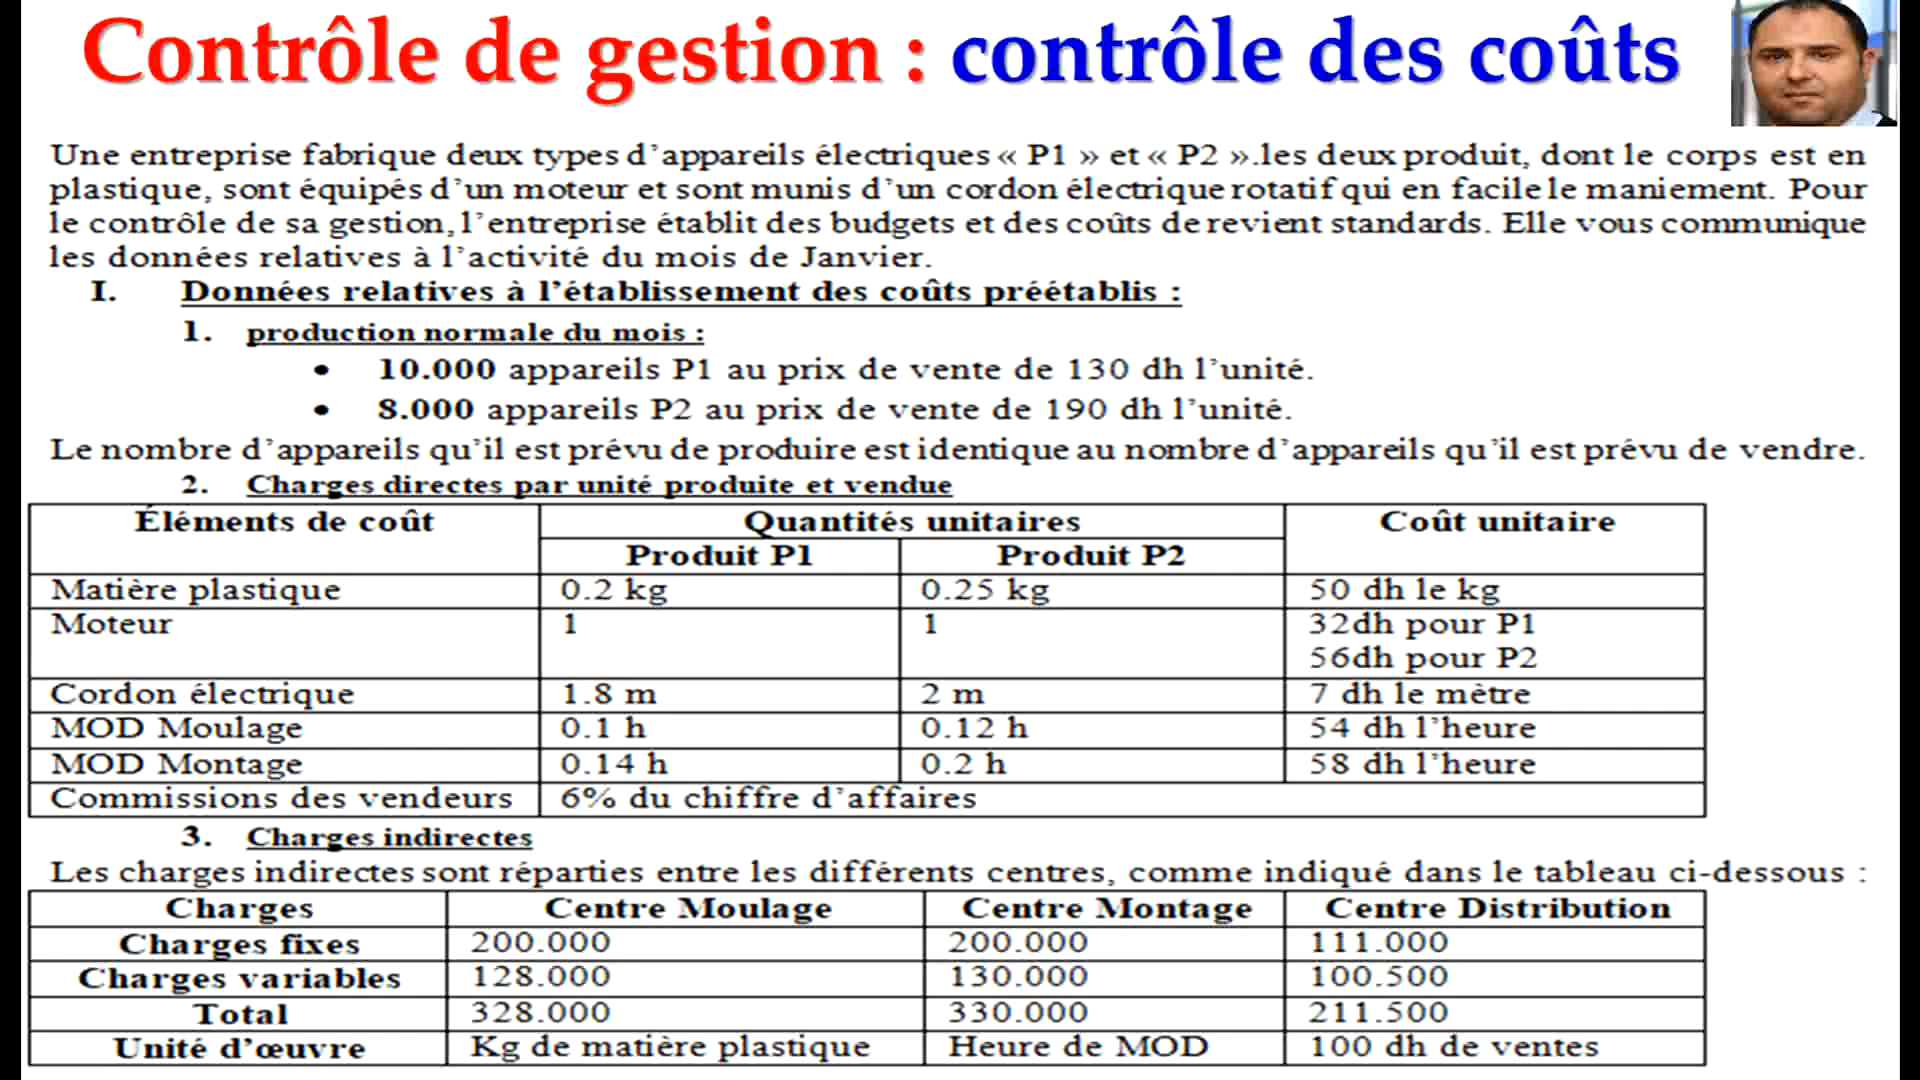 Contrôle de gestion : contrôle des coûts
Une entreprise fabrique deux types d'appareils électriques « P1 » et « P2 ».les deux produit, dont le corps est en
plastique, sont équipés d'un moteur et sont munis d'un cordon électrique rotatif qui en facile le maniement. Pour
le contrôle de sa gestion, l'entreprise établit des budgets et des coûts de revient standards. Elle vous communique
les données relatives à l'activité du mois de Janvier.
I. Données relatives à l'établissement des coûts préétablis :
1. production normale du mois :
• 10.000 appareils P1 au prix de vente de 130 dh l'unité.
• 8.000 appareils P2 au prix de vente de 190 dh l'unité.
Le nombre d'appareils qu'il est prévu de produire est identique au nombre d'appareils qu'il est prévu de vendre.
2. Charges directes par unité produite et vendue
Éléments de coût Quantités unitaires Coût unitaire
Produit P1 Produit P2
Matière plastique 0.2 kg 0.25 kg 50 dh le kg
Moteur 1 1 32dh pour P1
56dh pour P2
Cordon électrique 1.8 m 2 m 7 dh le mètre
MOD Moulage 0.1 h 0.12 h 54 dh l'heure
MOD Montage 0.14 h 0.2 h 58 dh l'heure
Commissions des vendeurs 6% du chiffre d'affaires
3. Charges indirectes
Les charges indirectes sont réparties entre les différents centres, comme indiqué dans le tableau ci-dessous :
Charges Centre Moulage Centre Montage Centre Distribution
Charges fixes 200.000 200.000 111.000
Charges variables 128.000 130.000 100.500
Total 328.000 330.000 211.500
Unité d'œuvre Kg de matière plastique Heure de MOD 100 dh de ventes